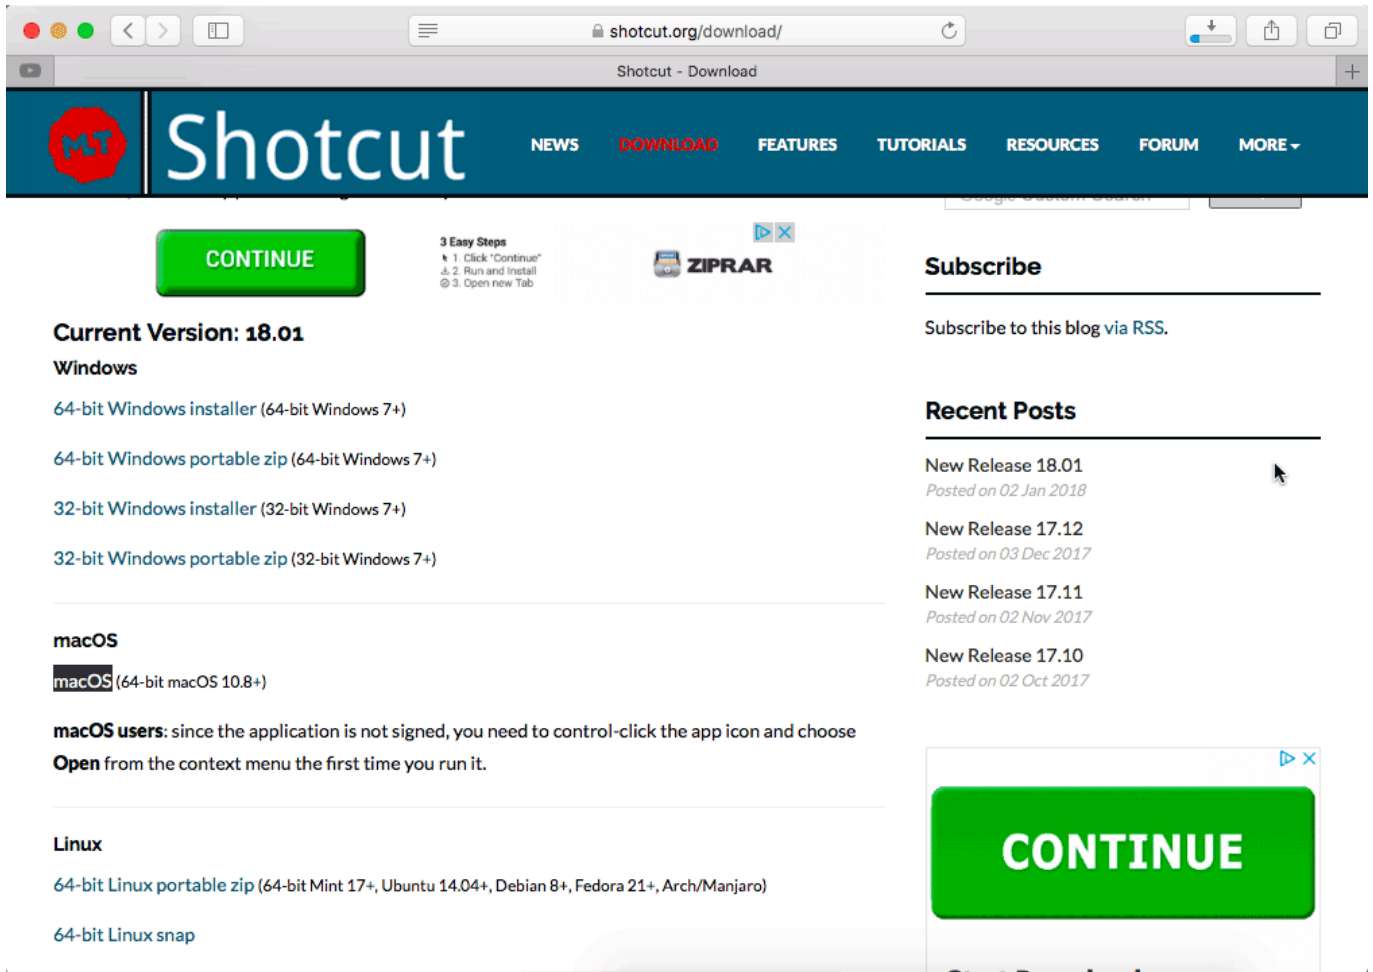 shotcut.org/download/
Shotcut - Download
MLT
Shotcut
NEWS
DOWNLOAD
FEATURES
TUTORIALS
RESOURCES
FORUM
MORE
Google Custom Search
CONTINUE
3 Easy Steps
1. Click "Continue"
2. Run and Install
3. Open new Tab
ZIPRAR
Current Version: 18.01
Windows
64-bit Windows installer (64-bit Windows 7+)
64-bit Windows portable zip (64-bit Windows 7+)
32-bit Windows installer (32-bit Windows 7+)
32-bit Windows portable zip (32-bit Windows 7+)
macOS
macOS (64-bit macOS 10.8+)
macOS users: since the application is not signed, you need to control-click the app icon and choose
Open from the context menu the first time you run it.
Linux
64-bit Linux portable zip (64-bit Mint 17+, Ubuntu 14.04+, Debian 8+, Fedora 21+, Arch/Manjaro)
64-bit Linux snap
Subscribe
Subscribe to this blog via RSS.
Recent Posts
New Release 18.01
Posted on 02 Jan 2018
New Release 17.12
Posted on 03 Dec 2017
New Release 17.11
Posted on 02 Nov 2017
New Release 17.10
Posted on 02 Oct 2017
CONTINUE